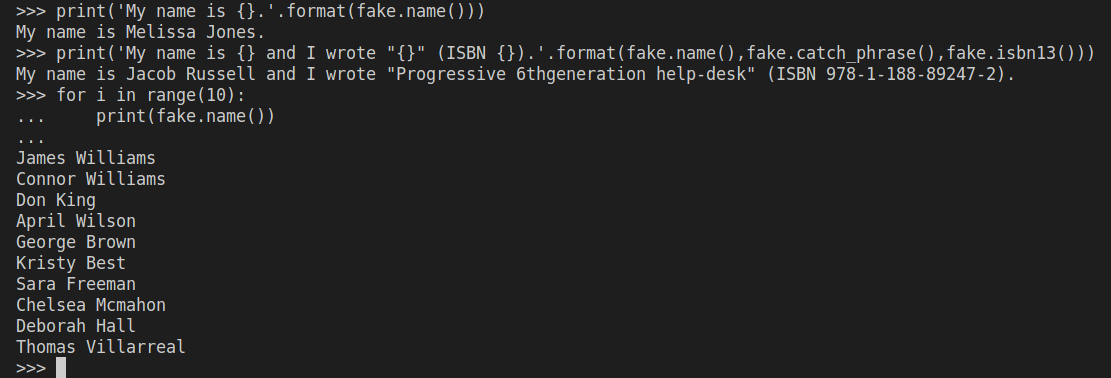 >>> print('My name is {}.'.format(fake.name()))
My name is Melissa Jones.
>>> print('My name is {} and I wrote "{}" (ISBN {}).'.format(fake.name(),fake.catch_phrase(),fake.isbn13()))
My name is Jacob Russell and I wrote "Progressive 6thgeneration help-desk" (ISBN 978-1-188-89247-2).
>>> for i in range(10):
...     print(fake.name())
...
James Williams
Connor Williams
Don King
April Wilson
George Brown
Kristy Best
Sara Freeman
Chelsea Mcmahon
Deborah Hall
Thomas Villarreal
>>>